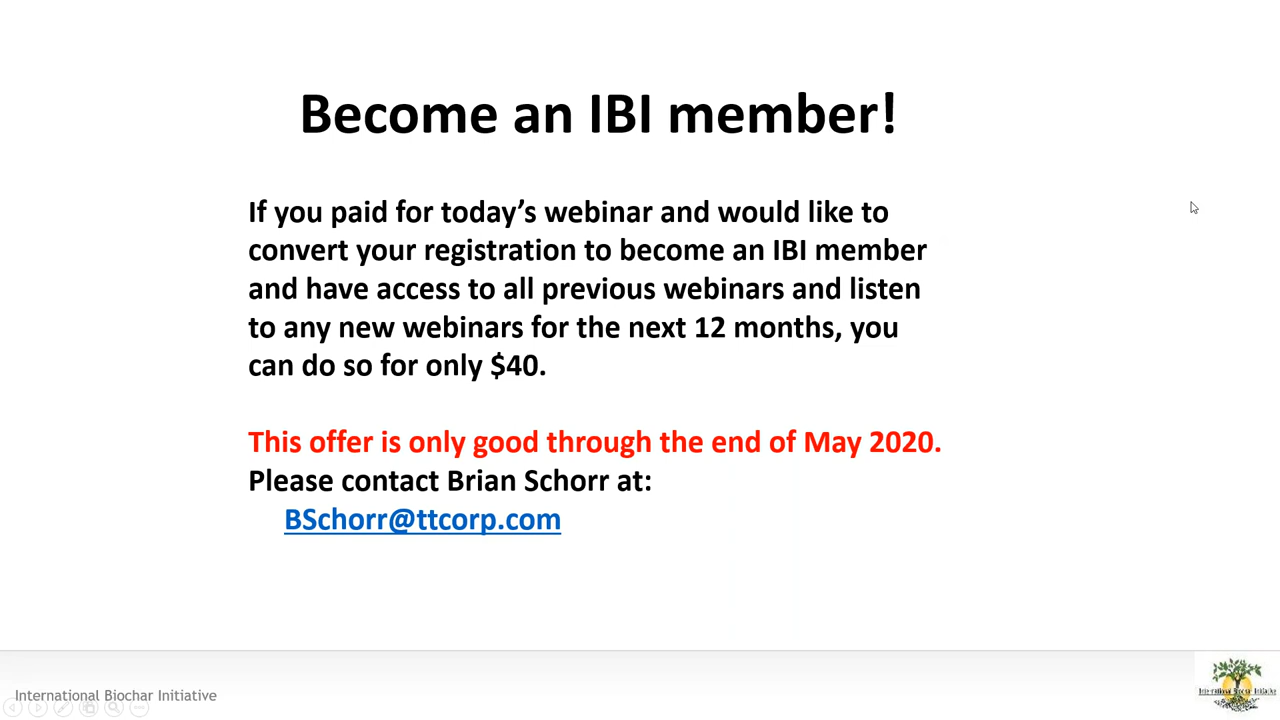 Become an IBI member!
If you paid for today’s webinar and would like to
convert your registration to become an IBI member
and have access to all previous webinars and listen
to any new webinars for the next 12 months, you
can do so for only $40.
This offer is only good through the end of May 2020.
Please contact Brian Schorr at:
BSchorr@ttcorp.com
International Biochar Initiative
International Biochar Initiative